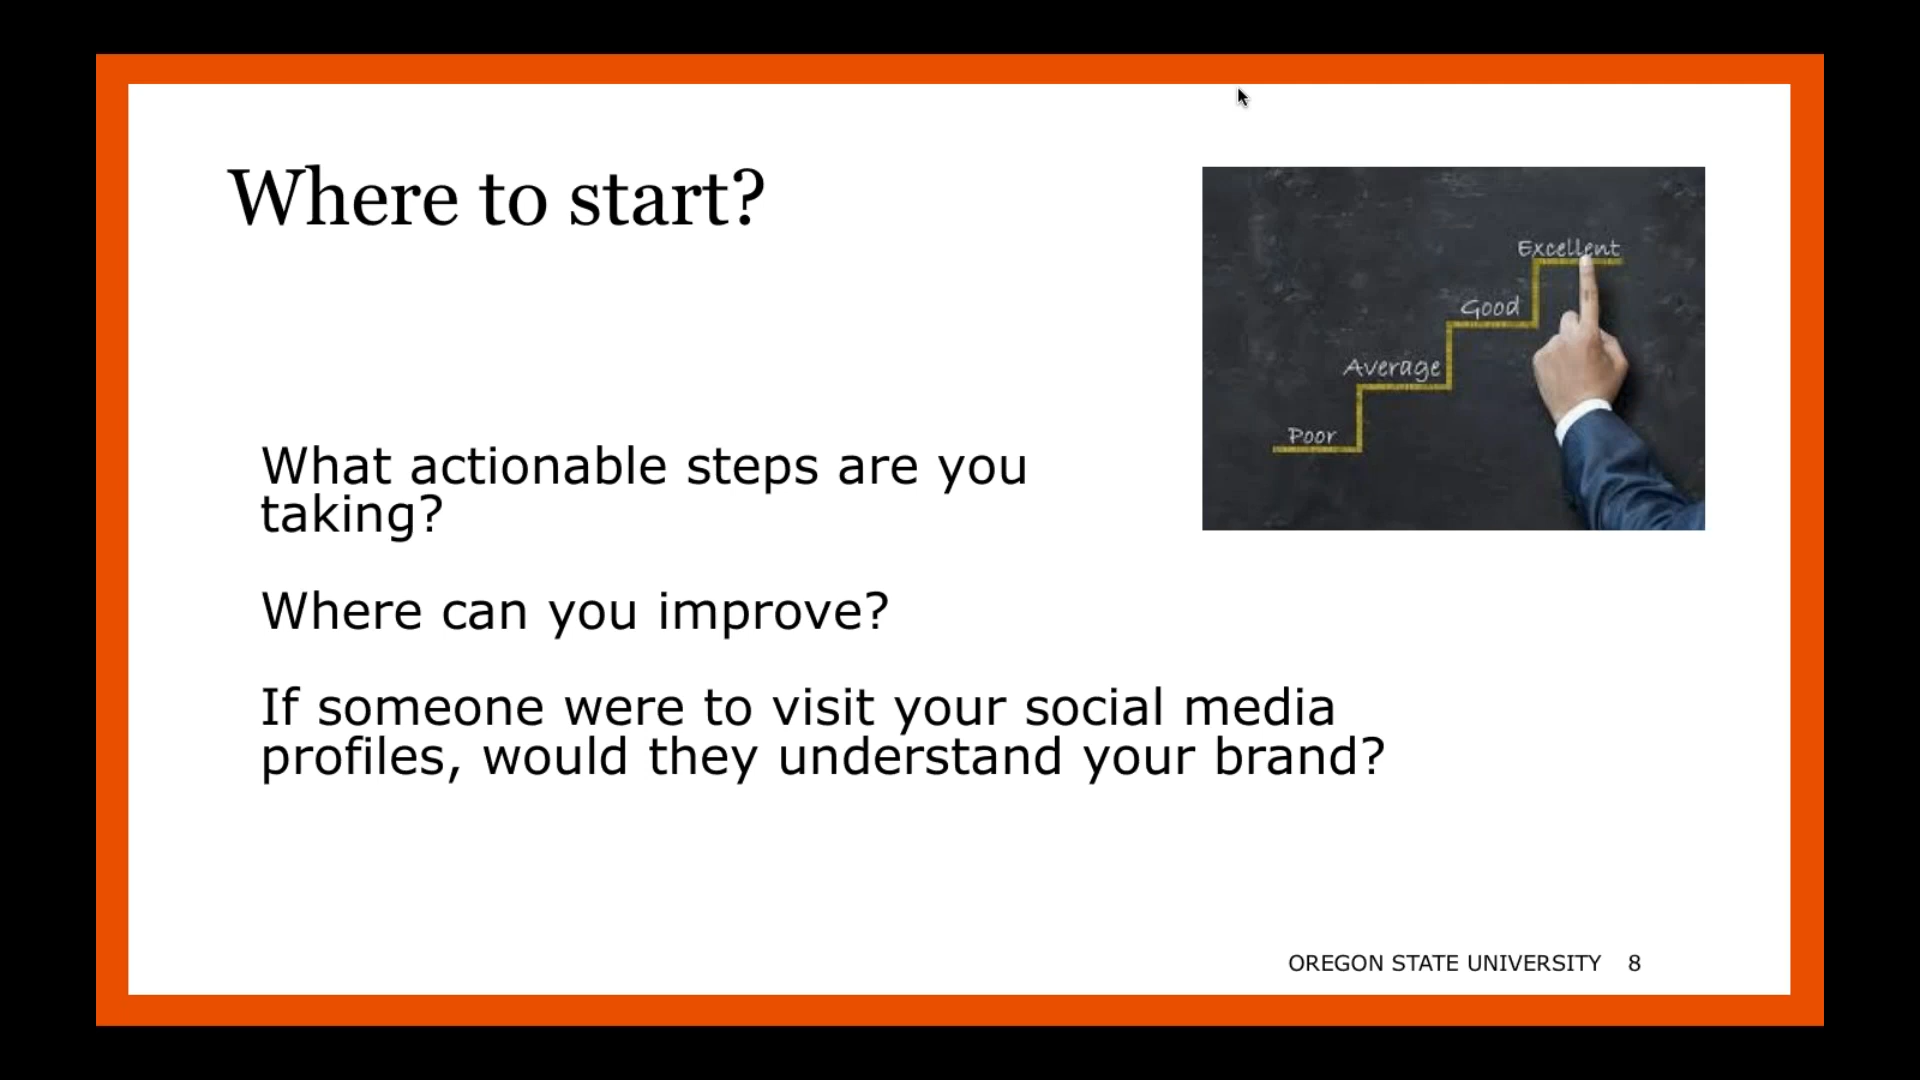 Where to start?
Excellent
Good
Average
Poor
What actionable steps are you
taking?
Where can you improve?
If someone were to visit your social media
profiles, would they understand your brand?
OREGON STATE UNIVERSITY 8